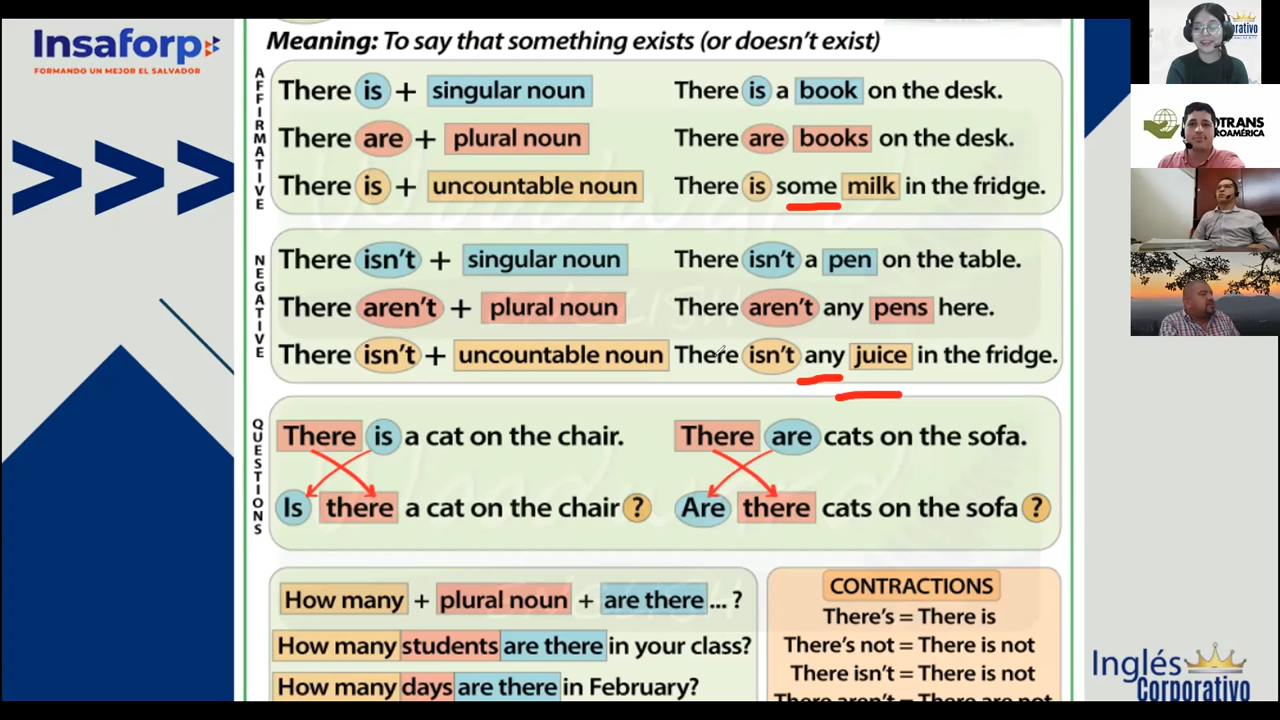 Insaforp
FORMANDO UN MEJOR EL SALVADOR
Meaning: To say that something exists (or doesn't exist)
AFFIRMATIVE
There is + singular noun There is a book on the desk.
There are + plural noun There are books on the desk.
There is + uncountable noun There is some milk in the fridge.
NEGATIVE
There isn't + singular noun There isn't a pen on the table.
There aren't + plural noun There aren't any pens here.
There isn't + uncountable noun There isn't any juice in the fridge.
QUESTIONS
There is a cat on the chair. There are cats on the sofa.
Is there a cat on the chair ? Are there cats on the sofa ?
How many + plural noun + are there ... ?
How many students are there in your class?
How many days are there in February?
CONTRACTIONS
There's = There is
There's not = There is not
There isn't = There is not
There aren't = There are not
Inglés
Corporativo